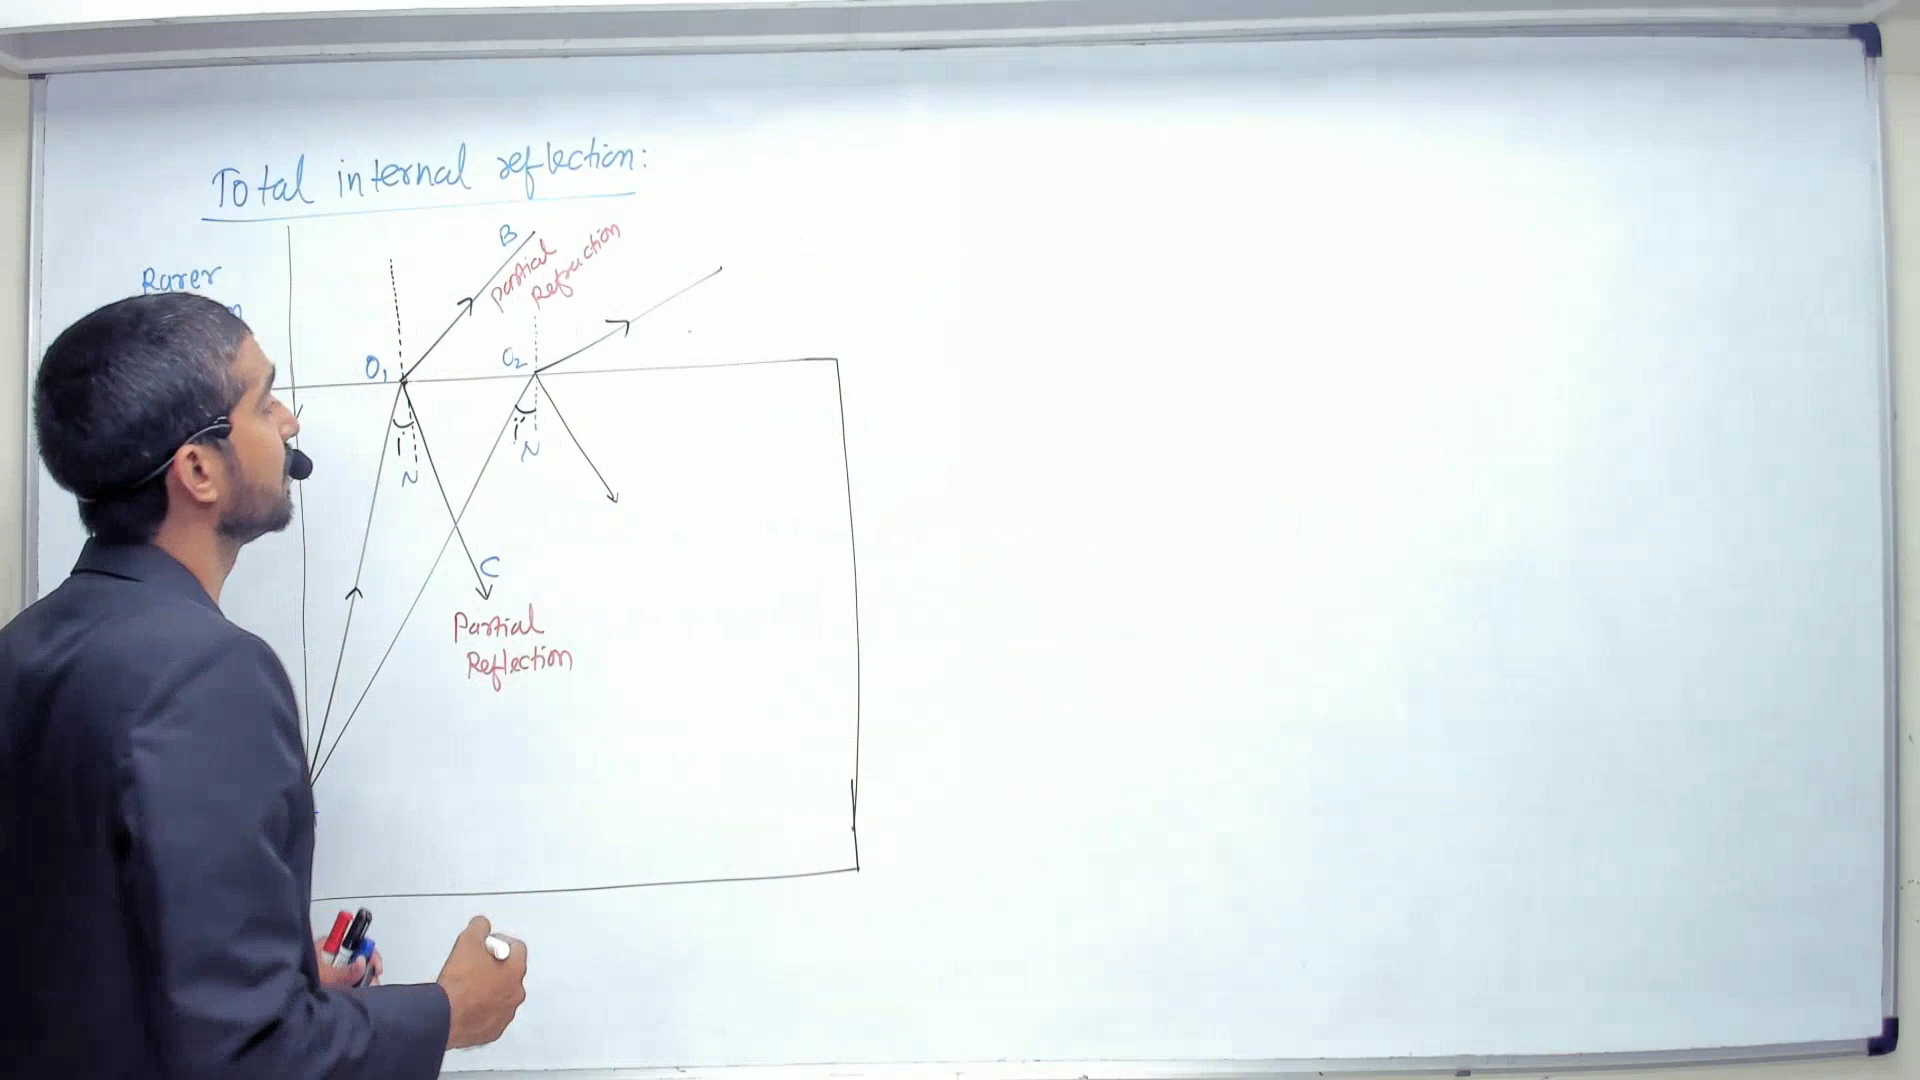 Total internal reflection:
B
Partial
Refraction
Rarer
O₁
O₂
i
i'
N
N
C
Partial
Reflection